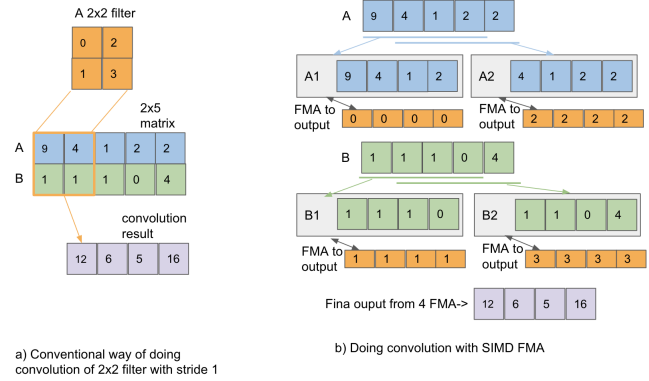 A 2x2 filter
0 2
1 3
2x5
matrix
A 9 4 1 2 2
B 1 1 1 0 4
convolution
result
12 6 5 16
a) Conventional way of doing
convolution of 2x2 filter with stride 1
A 9 4 1 2 2
A1 9 4 1 2
A2 4 1 2 2
FMA to
output
0 0 0 0
FMA to
output
2 2 2 2
B 1 1 1 0 4
B1 1 1 1 0
B2 1 1 0 4
FMA to
output
1 1 1 1
FMA to
output
3 3 3 3
Fina ouput from 4 FMA-> 12 6 5 16
b) Doing convolution with SIMD FMA